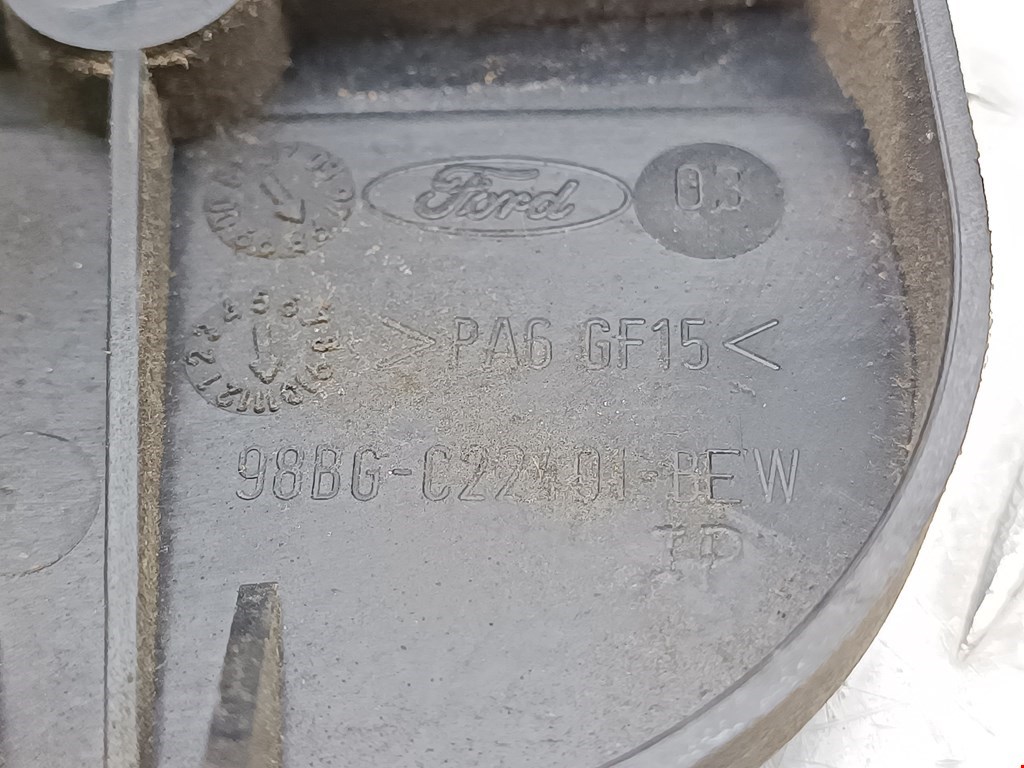 Ford 03
>PA6 GF15<
98BG-C22401-BEW